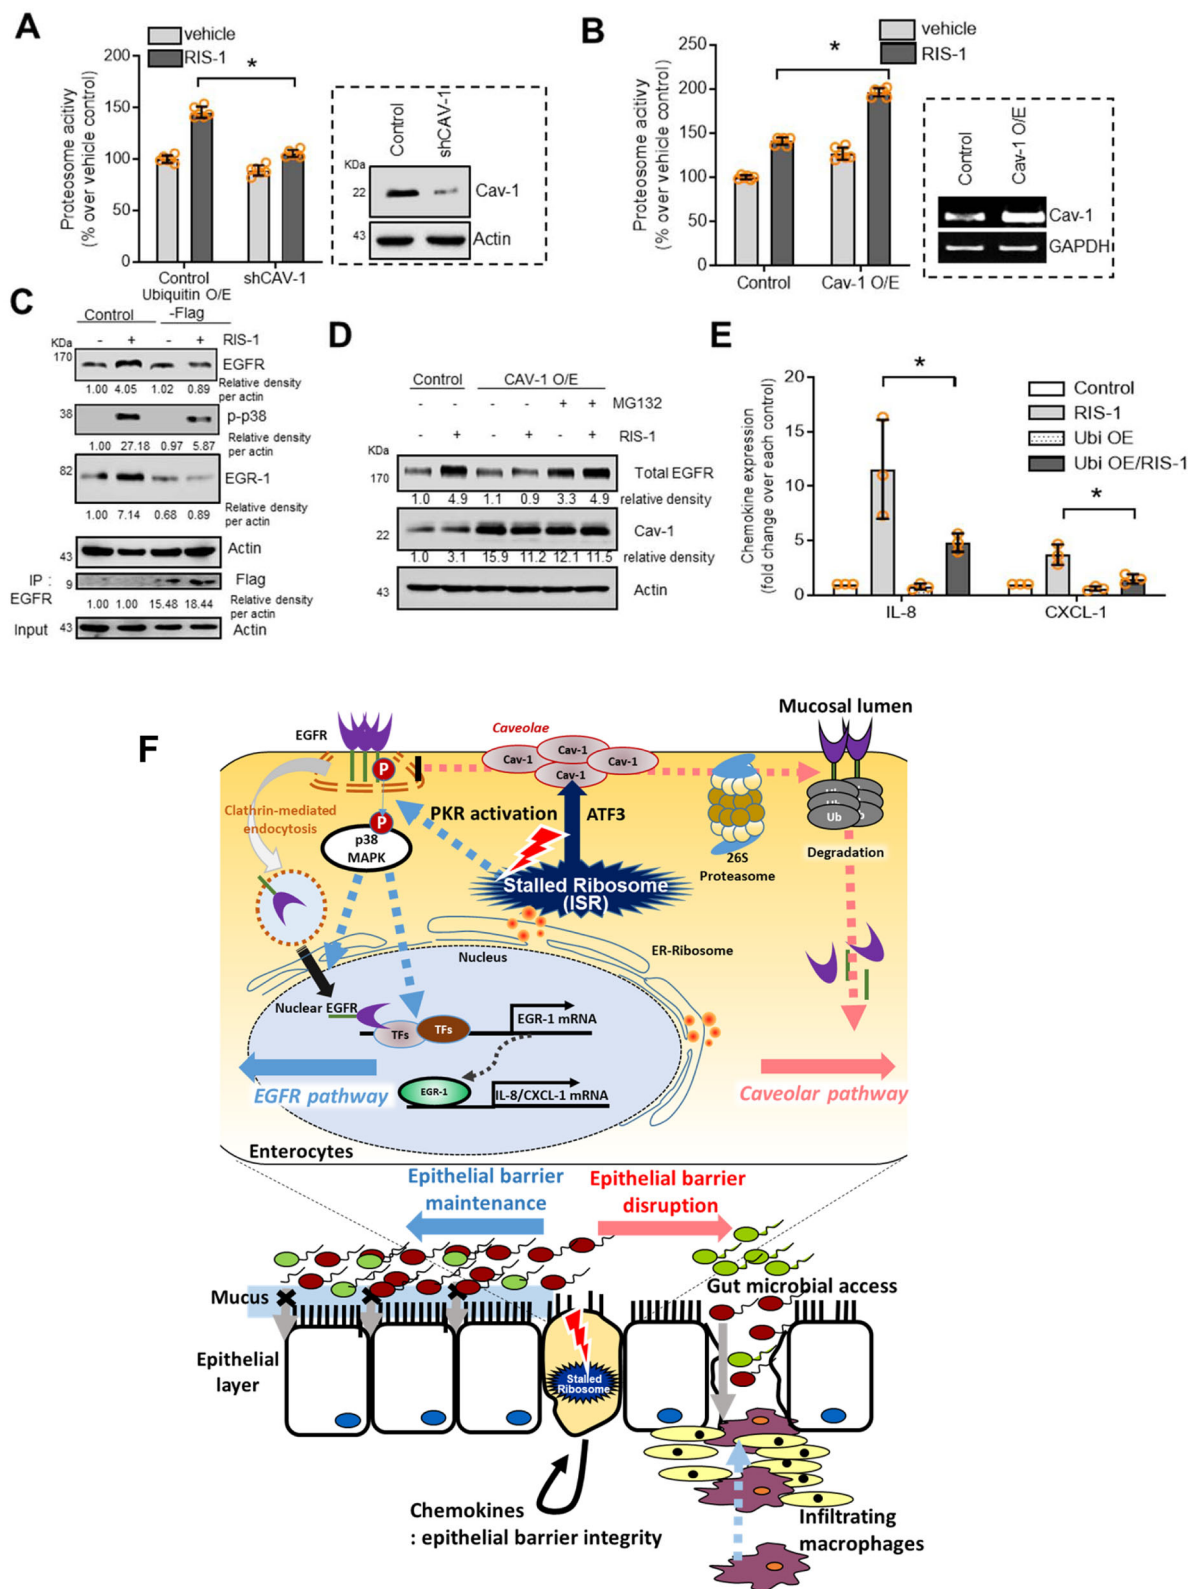 A
vehicle
RIS-1
*
Proteosome acitivy
(% over vehicle control)
200
150
100
50
0
Control
shCAV-1
Control
shCAV-1
KDa
22
Cav-1
43
Actin
B
vehicle
RIS-1
*
Proteosome acitivy
(% over vehicle control)
250
200
150
100
50
0
Control
Cav-1 O/E
Control
Cav-1 O/E
Cav-1
GAPDH
C
Ubiquitin O/E
Control
-Flag
KDa
- + - + RIS-1
170
EGFR
1.00 4.05 1.02 0.89
Relative density
per actin
38
p-p38
1.00 27.18 0.97 5.87
Relative density
per actin
82
EGR-1
1.00 7.14 0.68 0.89
Relative density
per actin
43
Actin
IP :
EGFR
9
Flag
1.00 1.00 15.48 18.44
Relative density
per actin
Input
43
Actin
D
Control
CAV-1 O/E
- - - - + + MG132
- + - + - + RIS-1
KDa
170
Total EGFR
1.0 4.9 1.1 0.9 3.3 4.9 relative density
22
Cav-1
1.0 3.1 15.9 11.2 12.1 11.5 relative density
43
Actin
E
Chemokine expression
(fold change over each control)
20
15
10
5
0
*
*
Control
RIS-1
Ubi OE
Ubi OE/RIS-1
IL-8
CXCL-1
F
EGFR
Caveolae
Mucosal lumen
Cav-1
Cav-1
Cav-1
Cav-1
P
P
Clathrin-mediated
endocytosis
p38
MAPK
PKR activation
ATF3
Stalled Ribosome
(ISR)
26S
Proteasome
Ub
Degradation
ER-Ribosome
Nucleus
Nuclear EGFR
TFs
TFs
EGR-1 mRNA
EGR-1
IL-8/CXCL-1 mRNA
EGFR pathway
Caveolar pathway
Enterocytes
Epithelial barrier
maintenance
Epithelial barrier
disruption
Mucus
Gut microbial access
Epithelial
layer
Stalled
Ribosome
Chemokines
: epithelial barrier integrity
Infiltrating
macrophages